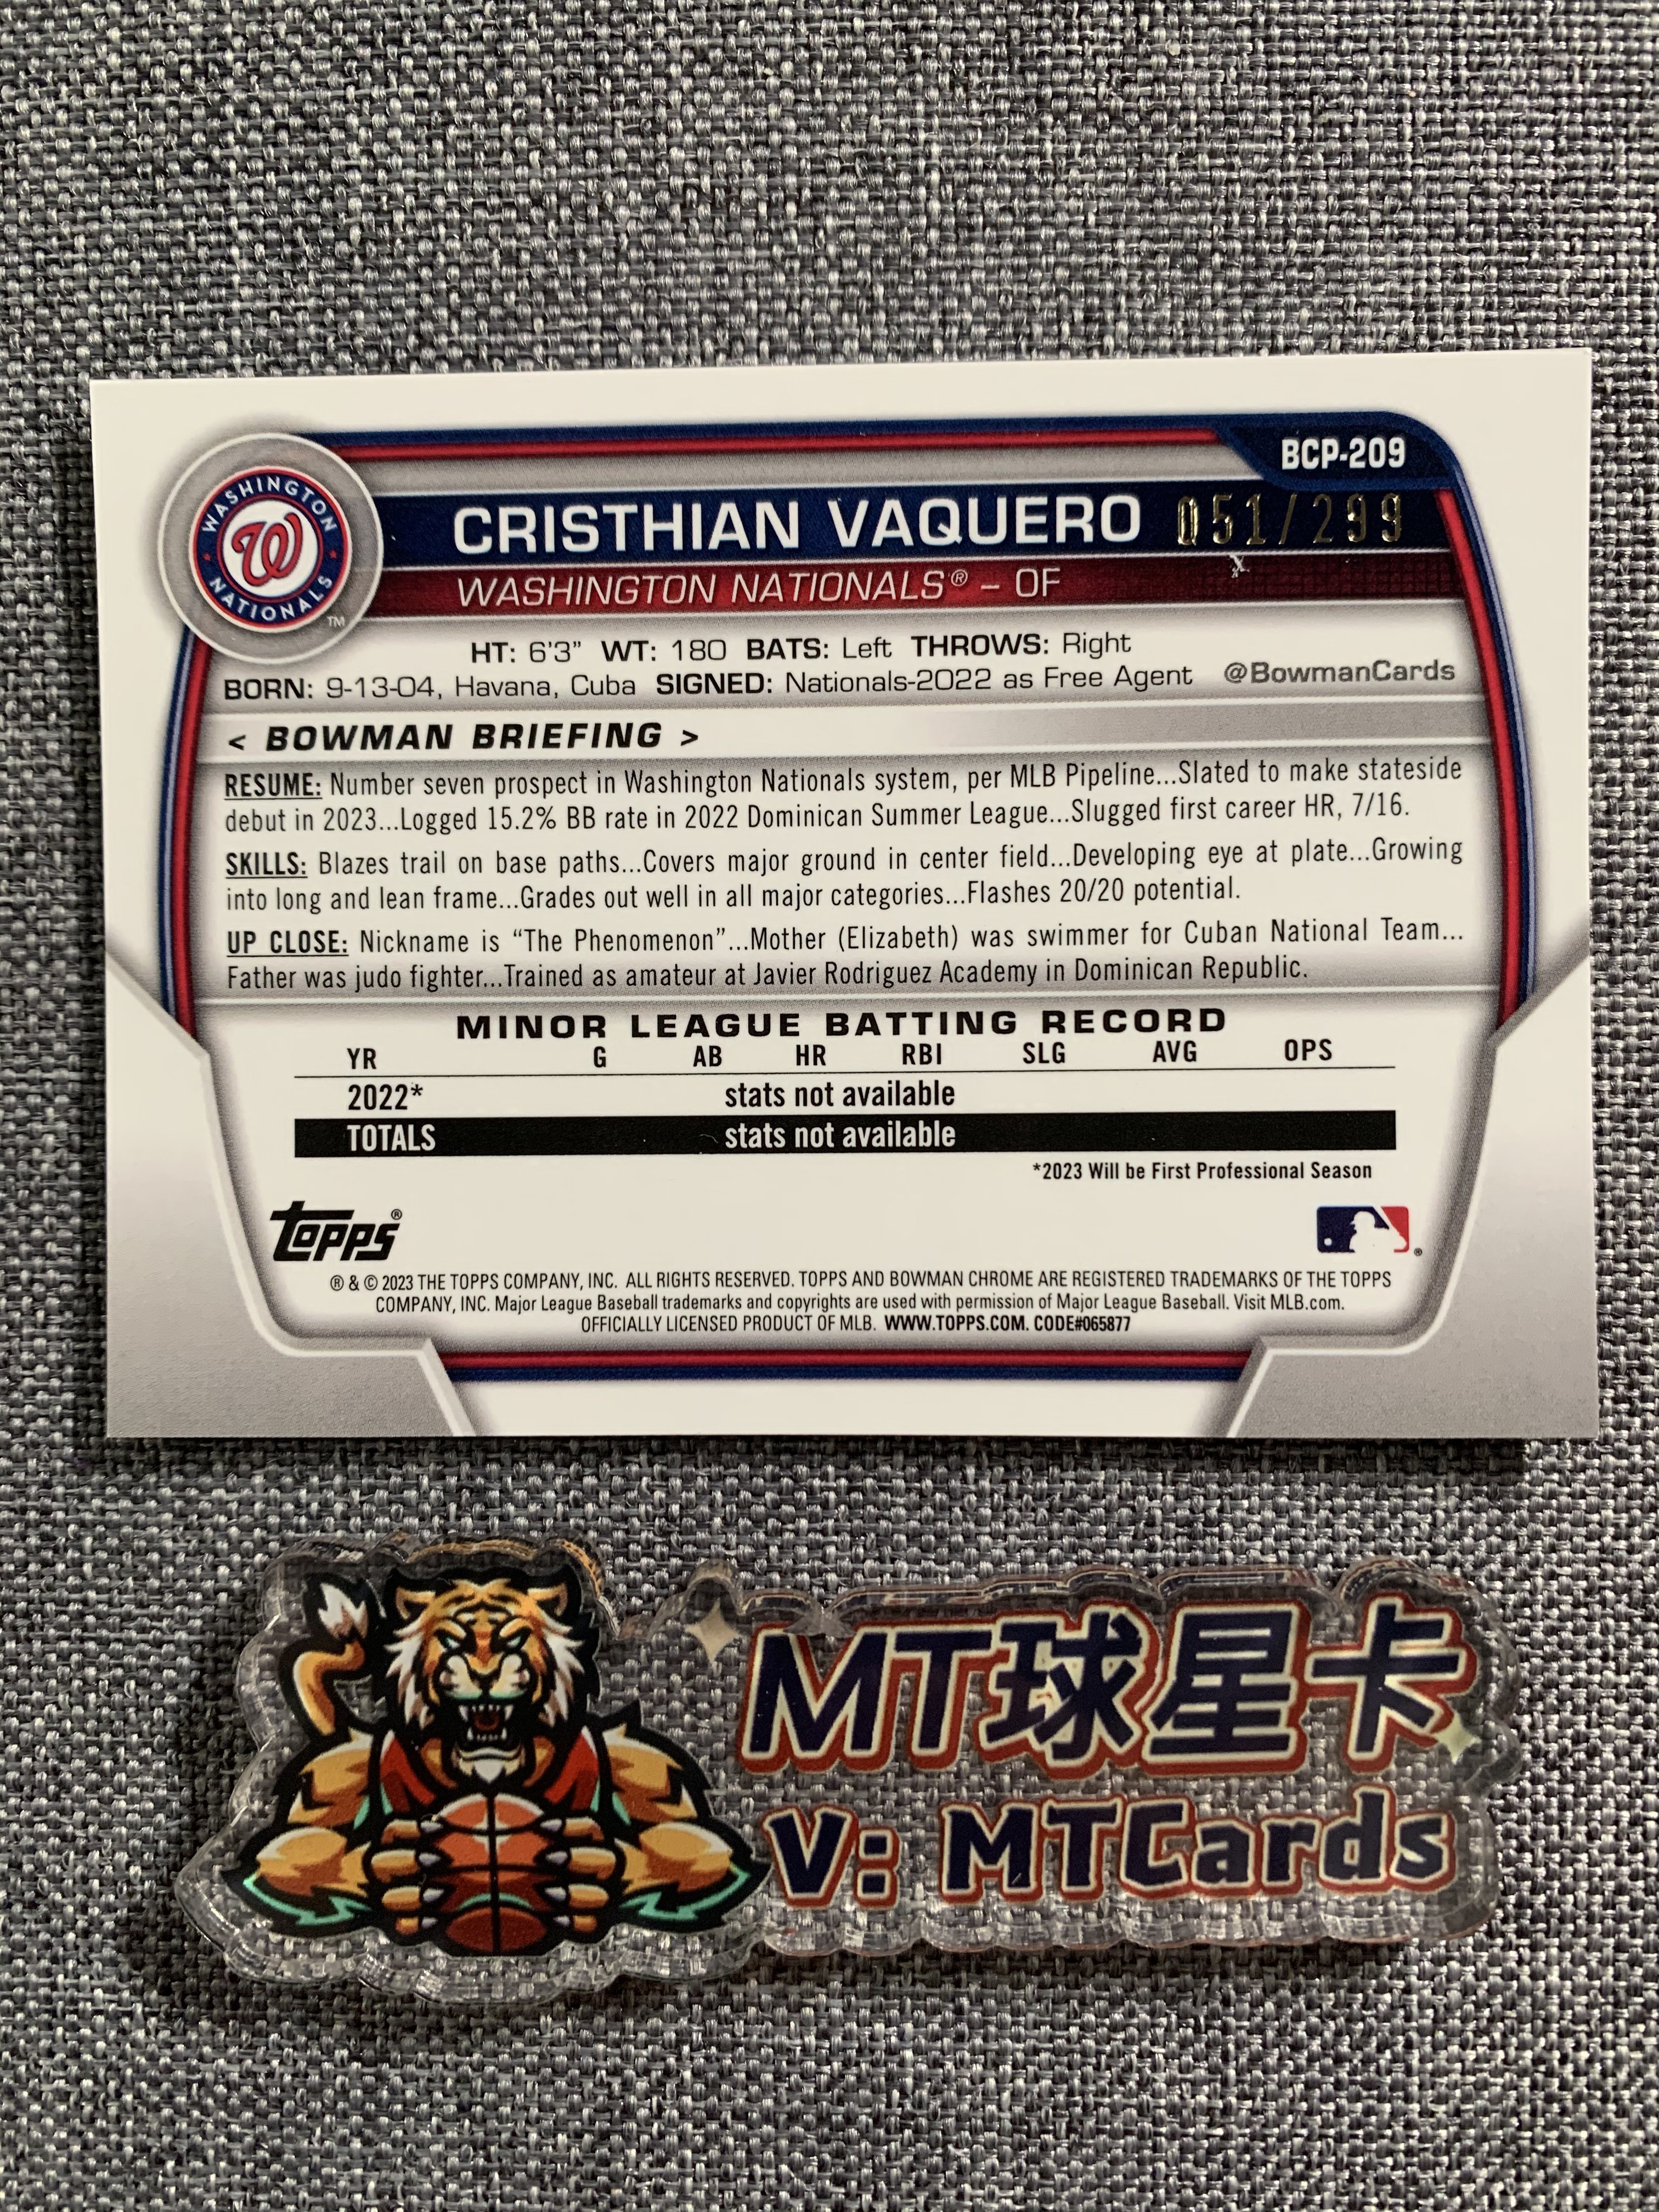 BCP-209
WASHINGTON NATIONALS
W
TM
CRISTHIAN VAQUERO 051/299
WASHINGTON NATIONALS® – OF
HT: 6'3" WT: 180 BATS: Left THROWS: Right
BORN: 9-13-04, Havana, Cuba SIGNED: Nationals-2022 as Free Agent @BowmanCards
< BOWMAN BRIEFING >
RESUME: Number seven prospect in Washington Nationals system, per MLB Pipeline...Slated to make stateside
debut in 2023...Logged 15.2% BB rate in 2022 Dominican Summer League...Slugged first career HR, 7/16.
SKILLS: Blazes trail on base paths...Covers major ground in center field...Developing eye at plate...Growing
into long and lean frame...Grades out well in all major categories...Flashes 20/20 potential.
UP CLOSE: Nickname is “The Phenomenon”...Mother (Elizabeth) was swimmer for Cuban National Team...
Father was judo fighter...Trained as amateur at Javier Rodriguez Academy in Dominican Republic.
MINOR LEAGUE BATTING RECORD
YR G AB HR RBI SLG AVG OPS
2022* stats not available
TOTALS stats not available
*2023 Will be First Professional Season
Topps®
®
® & © 2023 THE TOPPS COMPANY, INC. ALL RIGHTS RESERVED. TOPPS AND BOWMAN CHROME ARE REGISTERED TRADEMARKS OF THE TOPPS
COMPANY, INC. Major League Baseball trademarks and copyrights are used with permission of Major League Baseball. Visit MLB.com.
OFFICIALLY LICENSED PRODUCT OF MLB. WWW.TOPPS.COM. CODE#065877
MT球星卡
V: MTCards